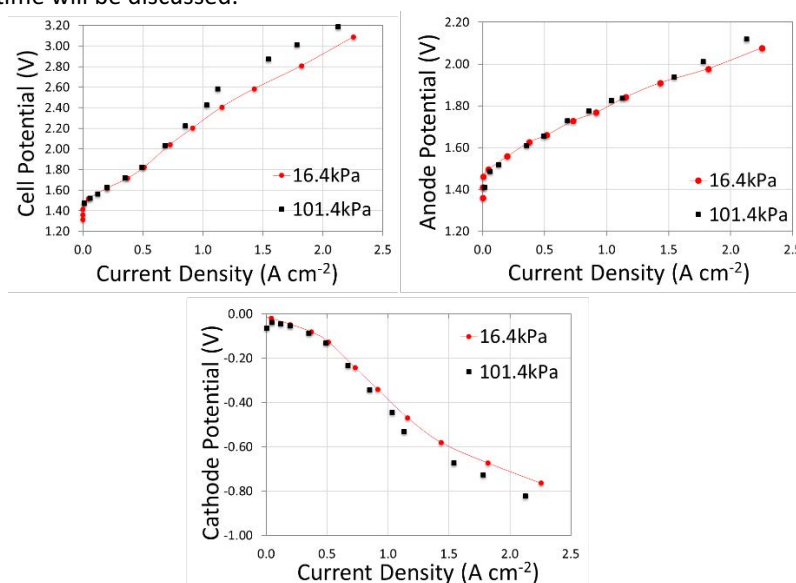 time will be discussed.
3.20
3.00
2.80
2.60
2.40
2.20
2.00
1.80
1.60
1.40
1.20
Cell Potential (V)
16.4kPa
101.4kPa
0.0 0.5 1.0 1.5 2.0 2.5
Current Density (A cm-2)
2.20
2.00
1.80
1.60
1.40
1.20
Anode Potential (V)
16.4kPa
101.4kPa
0.0 0.5 1.0 1.5 2.0 2.5
Current Density (A cm-2)
0.00
-0.20
-0.40
-0.60
-0.80
-1.00
Cathode Potential (V)
16.4kPa
101.4kPa
0.0 0.5 1.0 1.5 2.0 2.5
Current Density (A cm-2)